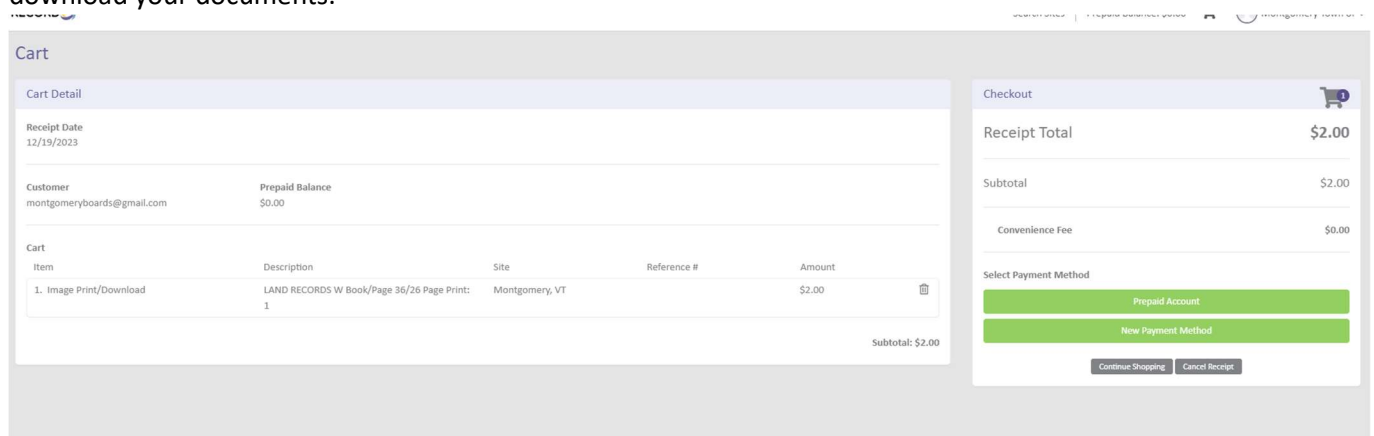 download your documents.
Cart
Cart Detail
Receipt Date
12/19/2023
Customer
Prepaid Balance
montgomeryboards@gmail.com
$0.00
Cart
Item
Description
Site
Reference #
Amount
1. Image Print/Download
LAND RECORDS W Book/Page 36/26 Page Print:
1
Montgomery, VT
$2.00
Subtotal: $2.00
Checkout
1
Receipt Total
$2.00
Subtotal
$2.00
Convenience Fee
$0.00
Select Payment Method
Prepaid Account
New Payment Method
Continue Shopping
Cancel Receipt